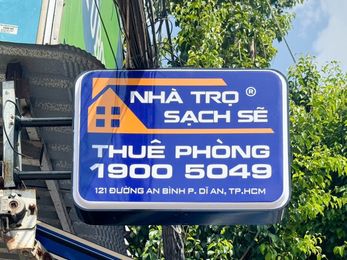 NHÀ TRỌ ®
SẠCH SẼ
THUÊ PHÒNG
1900 5049
121 ĐƯỜNG AN BÌNH P. DĨ AN, TP.HCM